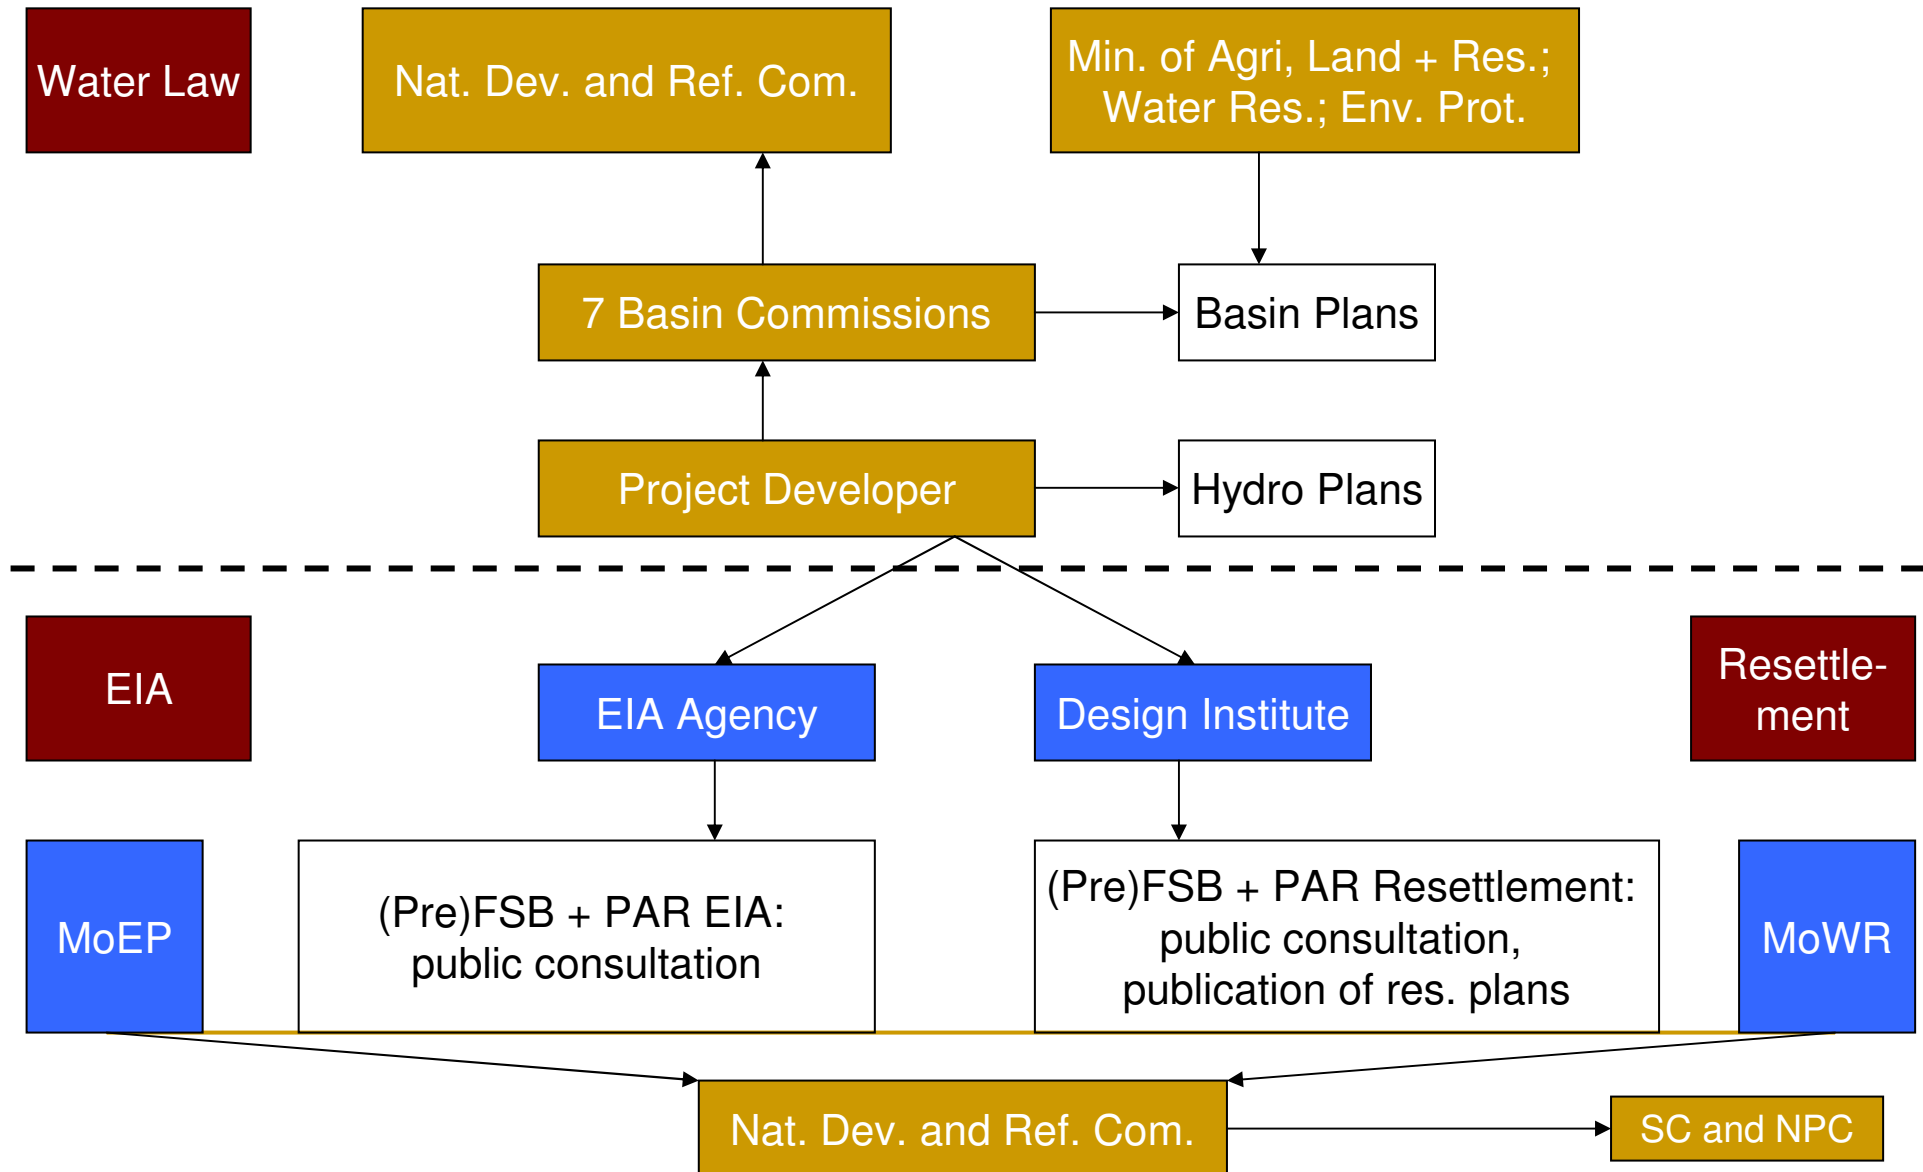 Water Law
Nat. Dev. and Ref. Com.
Min. of Agri, Land + Res.;
Water Res.; Env. Prot.
7 Basin Commissions
Basin Plans
Project Developer
Hydro Plans
EIA
EIA Agency
Design Institute
Resettle-
ment
MoEP
(Pre)FSB + PAR EIA:
public consultation
(Pre)FSB + PAR Resettlement:
public consultation,
publication of res. plans
MoWR
Nat. Dev. and Ref. Com.
SC and NPC